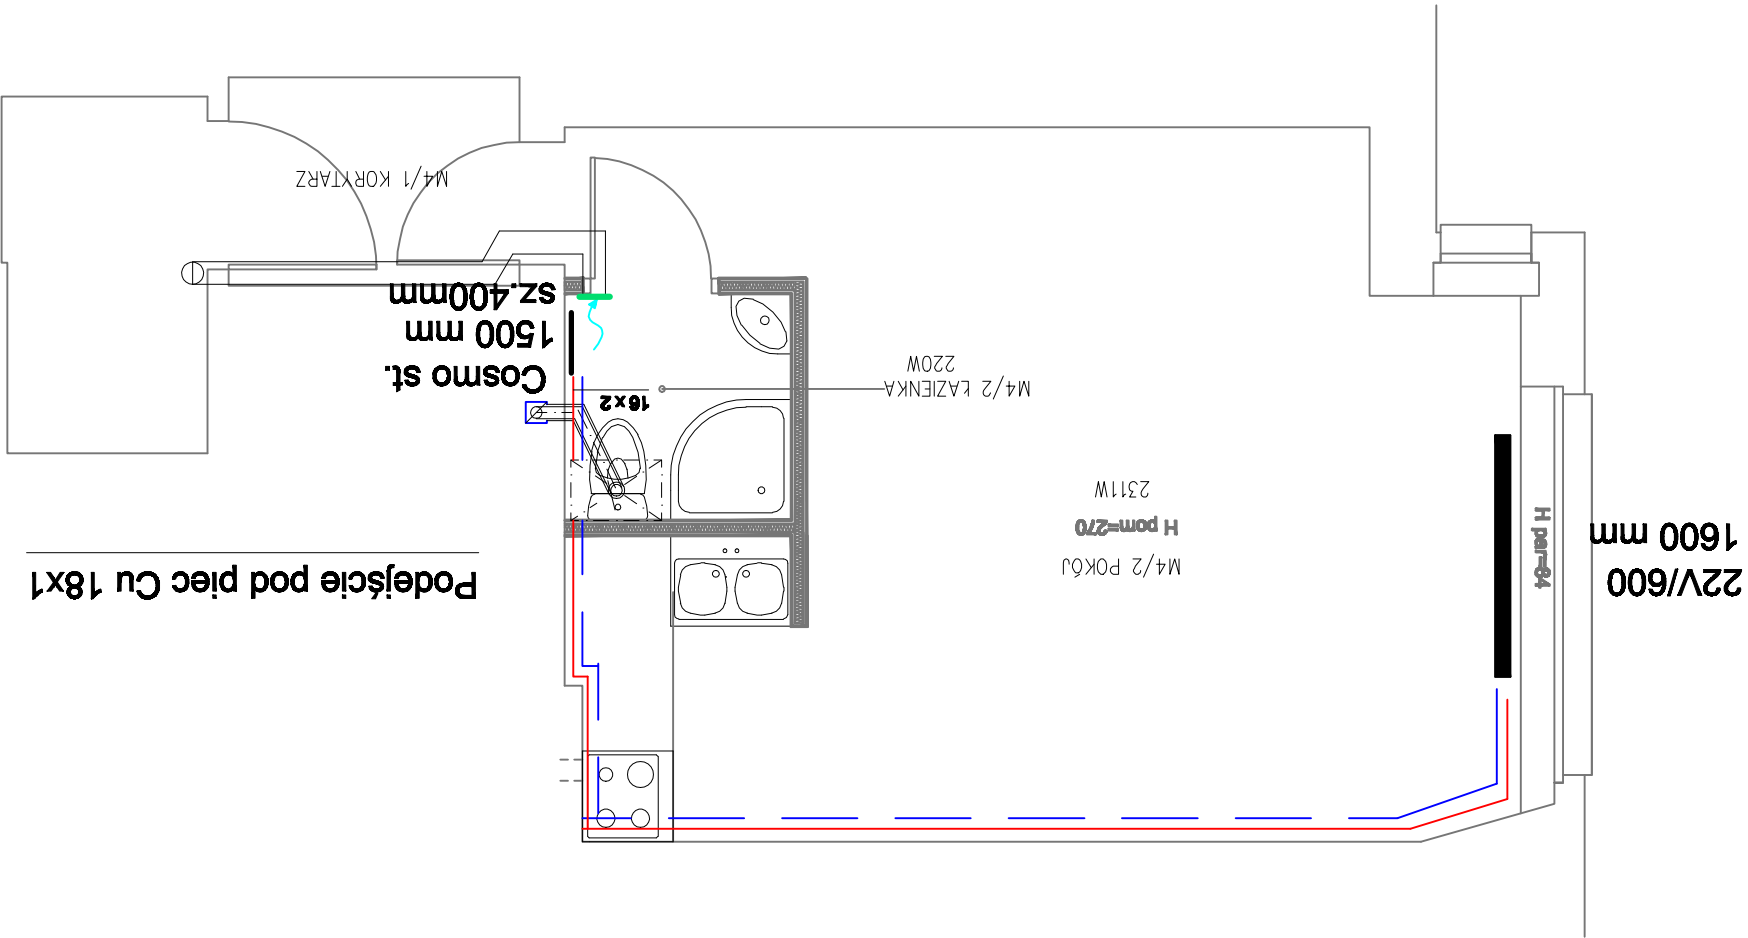 22V/600
1600 mm
H par=84
M4/2 POKÓJ
H pom=270
2311W
Podejście pod piec Cu 18x1
16x2
M4/2 ŁAZIENKA
220W
Cosmo st.
1500 mm
sz.400mm
M4/1 KORYTARZ